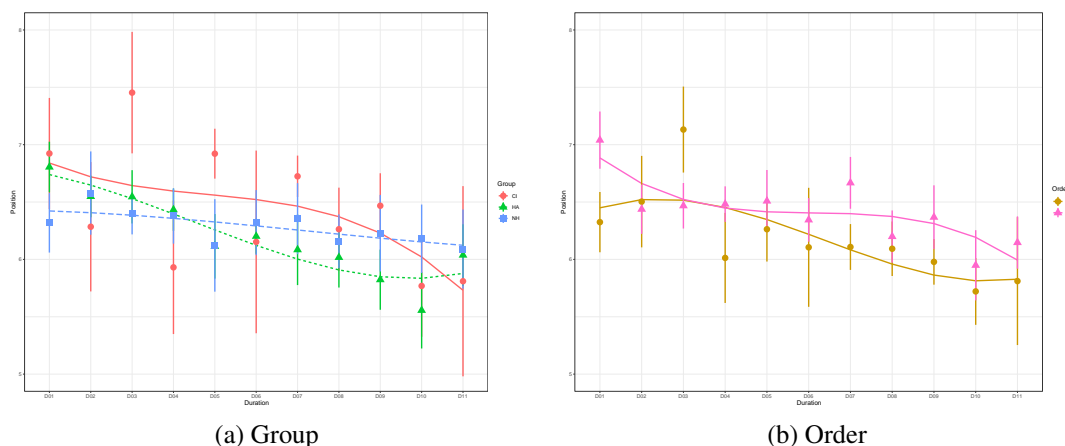 8
7
6
5
Position
D01 D02 D03 D04 D05 D06 D07 D08 D09 D10 D11
Duration
Group
CI
HA
NH
(a) Group
8
7
6
5
Position
D01 D02 D03 D04 D05 D06 D07 D08 D09 D10 D11
Duration
Orde
(b) Order